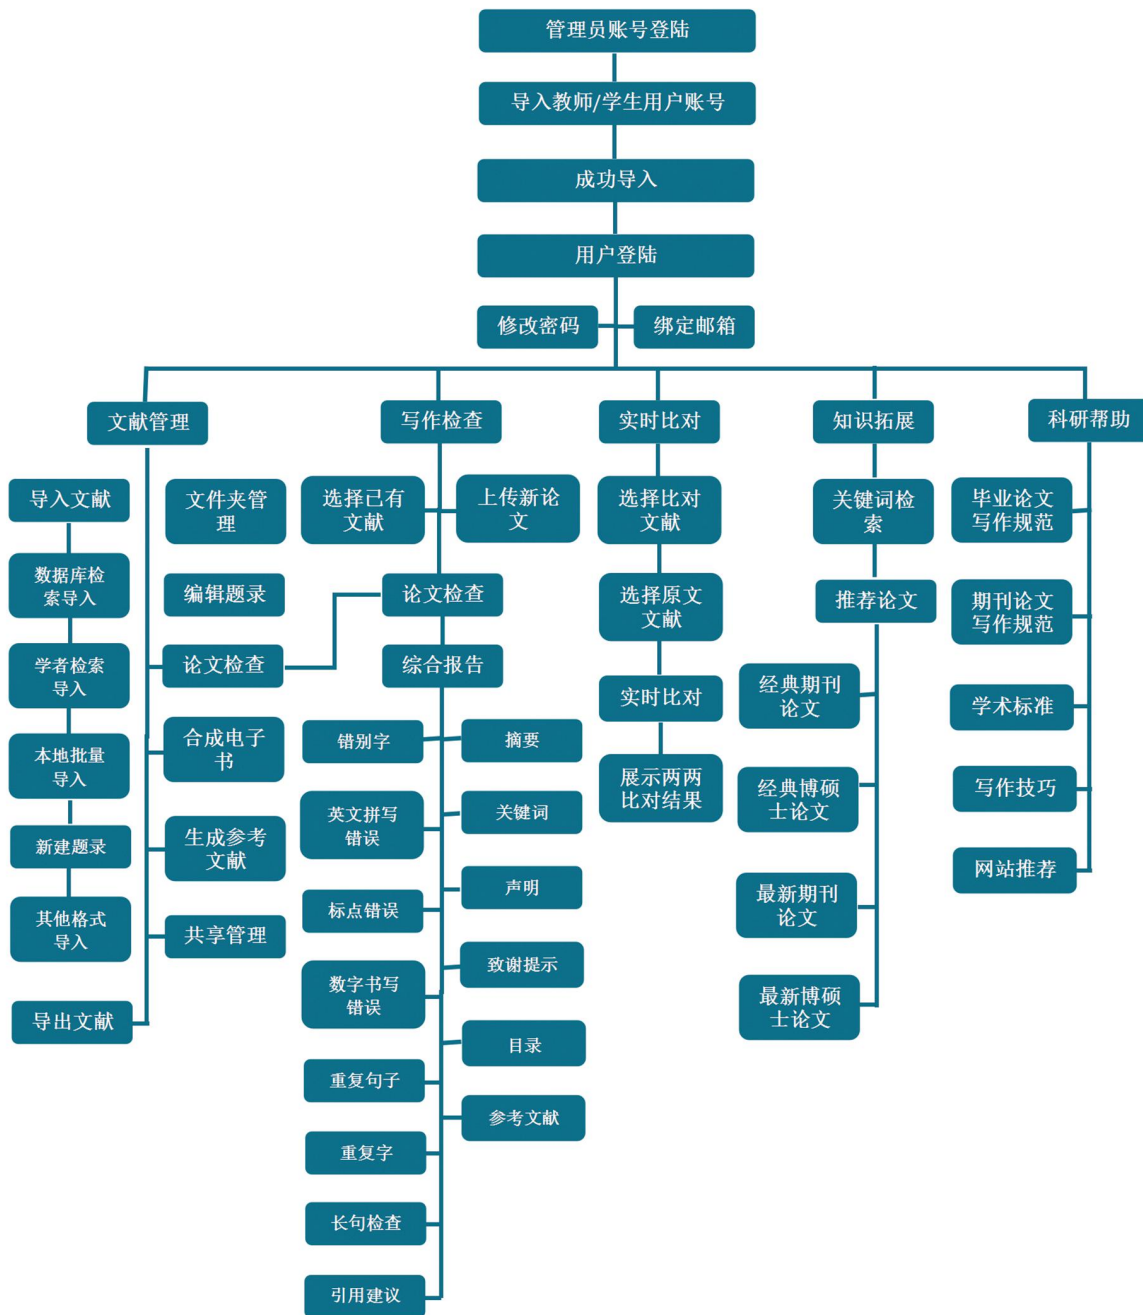 管理员账号登陆
导入教师/学生用户账号
成功导入
用户登陆
修改密码
绑定邮箱
文献管理
写作检查
实时比对
知识拓展
科研帮助
导入文献
数据库检
索导入
学者检索
导入
本地批量
导入
新建题录
其他格式
导入
导出文献
文件夹管
理
编辑题录
论文检查
合成电子
书
生成参考
文献
共享管理
选择已有
文献
上传新论
文
论文检查
综合报告
错别字
英文拼写
错误
标点错误
数字书写
错误
重复句子
重复字
长句检查
引用建议
摘要
关键词
声明
致谢提示
目录
参考文献
选择比对
文献
选择原文
文献
实时比对
展示两两
比对结果
关键词检
索
推荐论文
经典期刊
论文
经典博硕
士论文
最新期刊
论文
最新博硕
士论文
毕业论文
写作规范
期刊论文
写作规范
学术标准
写作技巧
网站推荐